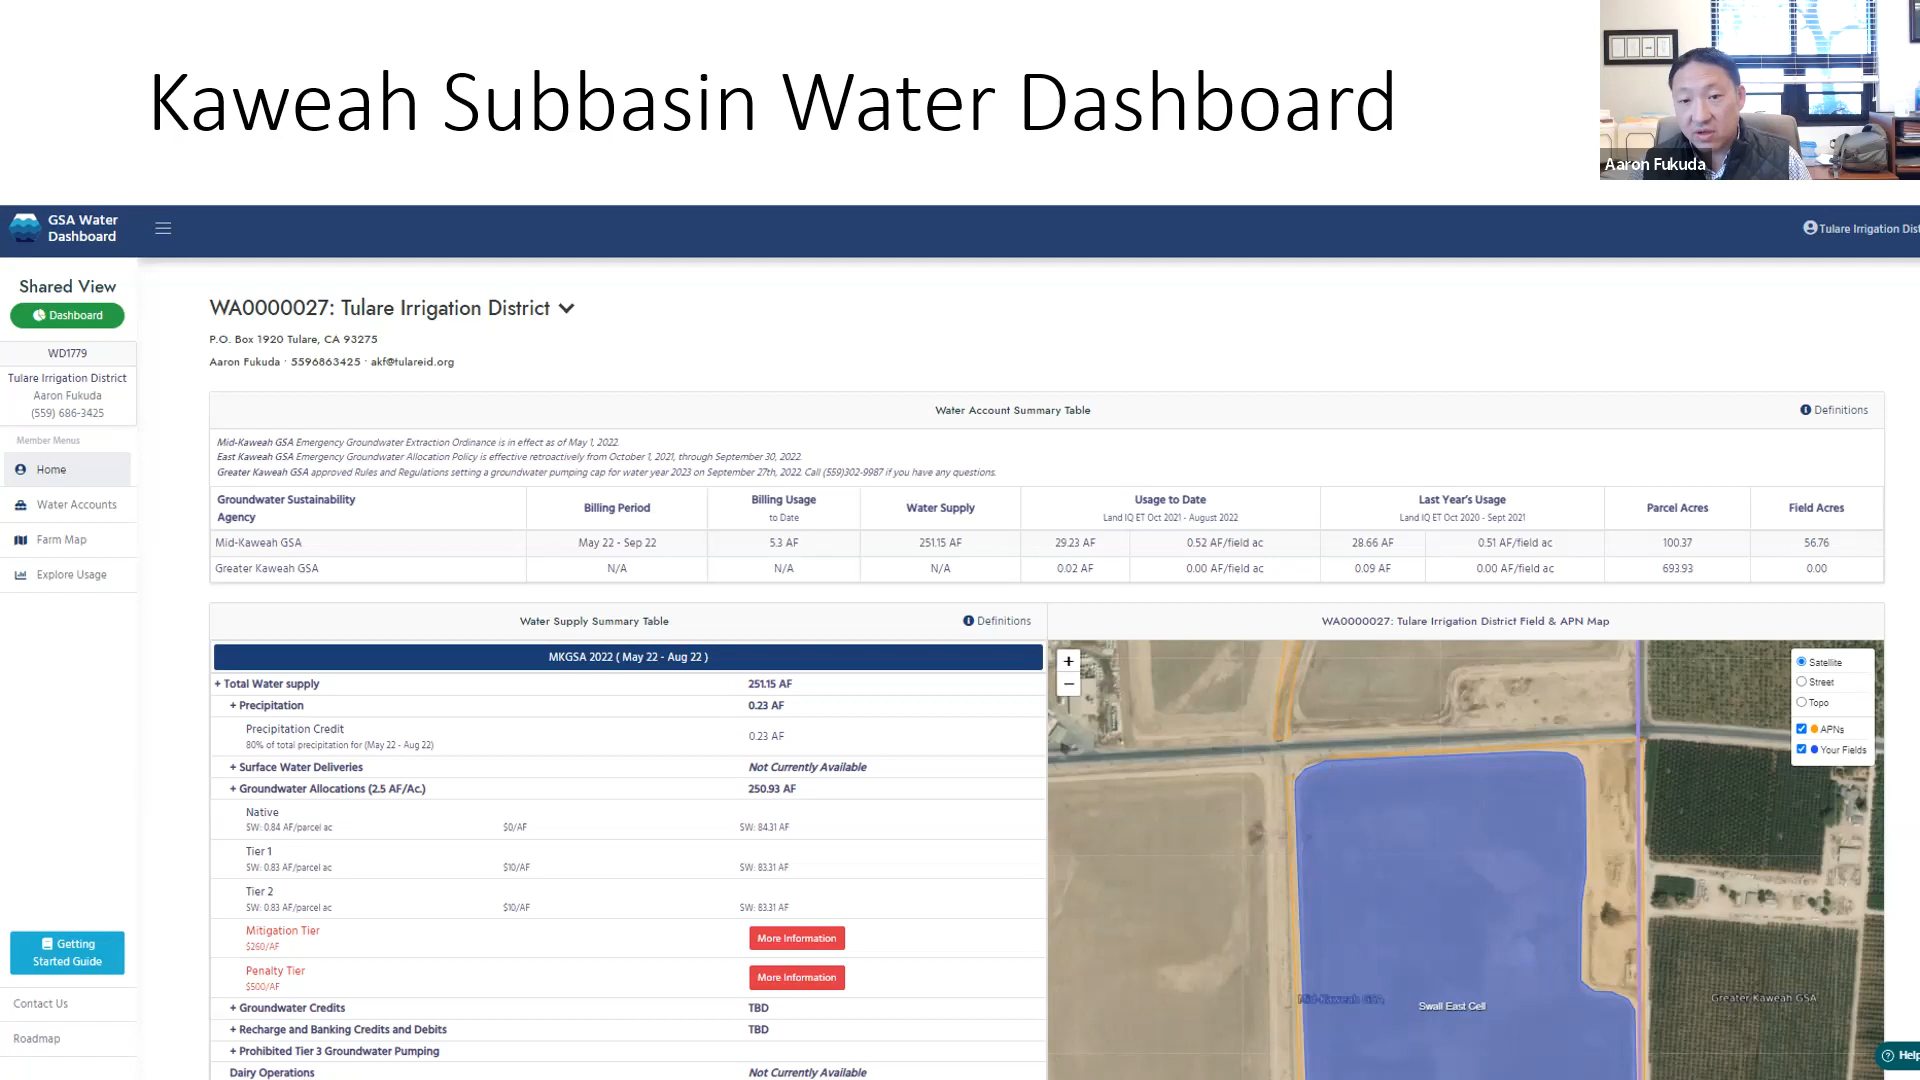 Kaweah Subbasin Water Dashboard
Aaron Fukuda
GSA Water
Dashboard
Tulare Irrigation Dist
Shared View
Dashboard
WD1779
Tulare Irrigation District
Aaron Fukuda
(559) 686-3425
Member Menus
Home
Water Accounts
Farm Map
Explore Usage
Getting
Started Guide
Contact Us
Roadmap
WA0000027: Tulare Irrigation District
P.O. Box 1920 Tulare, CA 93275
Aaron Fukuda · 5596863425 · akf@tulareid.org
Water Account Summary Table
Definitions
Mid-Kaweah GSA Emergency Groundwater Extraction Ordinance is in effect as of May 1, 2022.
East Kaweah GSA Emergency Groundwater Allocation Policy is effective retroactively from October 1, 2021, through September 30, 2022.
Greater Kaweah GSA approved Rules and Regulations setting a groundwater pumping cap for water year 2023 on September 27th, 2022. Call (559)302-9987 if you have any questions.
Groundwater Sustainability Agency Billing Period Billing Usage to Date Water Supply Usage to Date Land IQ ET Oct 2021 - August 2022 Last Year's Usage Land IQ ET Oct 2020 - Sept 2021 Parcel Acres Field Acres
Mid-Kaweah GSA May 22 - Sep 22 5.3 AF 251.15 AF 29.23 AF 0.52 AF/field ac 28.66 AF 0.51 AF/field ac 100.37 56.76
Greater Kaweah GSA N/A N/A N/A 0.02 AF 0.00 AF/field ac 0.09 AF 0.00 AF/field ac 693.93 0.00
Water Supply Summary Table
Definitions
MKGSA 2022 ( May 22 - Aug 22 )
+ Total Water supply 251.15 AF
+ Precipitation 0.23 AF
Precipitation Credit 0.23 AF
80% of total precipitation for (May 22 - Aug 22)
+ Surface Water Deliveries Not Currently Available
+ Groundwater Allocations (2.5 AF/Ac.) 250.93 AF
Native
SW: 0.84 AF/parcel ac $0/AF SW: 84.31 AF
Tier 1
SW: 0.83 AF/parcel ac $10/AF SW: 83.31 AF
Tier 2
SW: 0.83 AF/parcel ac $10/AF SW: 83.31 AF
Mitigation Tier
$260/AF
More Information
Penalty Tier
$500/AF
More Information
+ Groundwater Credits TBD
+ Recharge and Banking Credits and Debits TBD
+ Prohibited Tier 3 Groundwater Pumping
Dairy Operations Not Currently Available
WA0000027: Tulare Irrigation District Field & APN Map
+
−
Satellite
Street
Topo
APNs
Your Fields
Mid-Kaweah GSA
Swall East Cell
Greater Kaweah GSA
Help